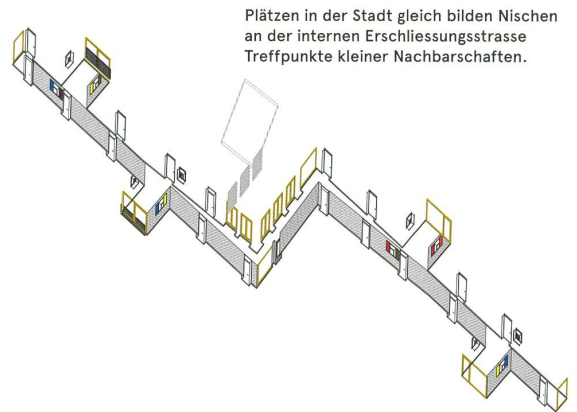 Plätzen in der Stadt gleich bilden Nischen
an der internen Erschliessungsstrasse
Treffpunkte kleiner Nachbarschaften.